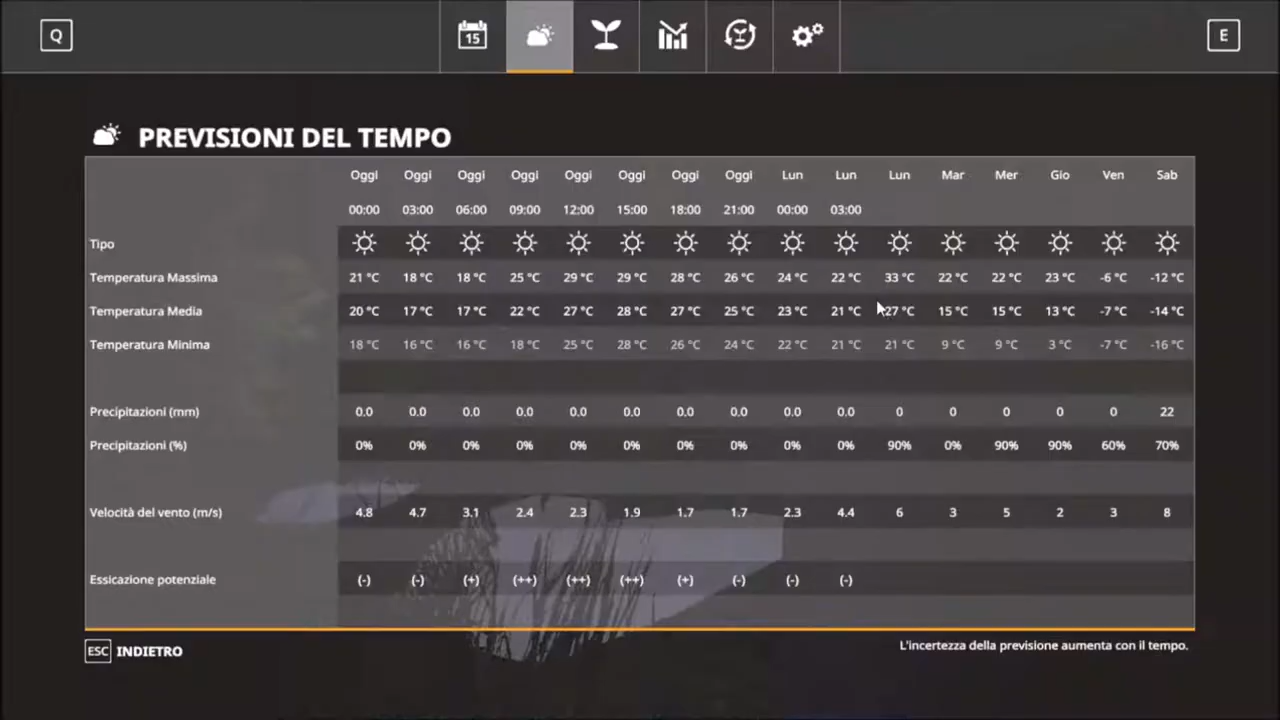 Q
15
E
PREVISIONI DEL TEMPO
Oggi Oggi Oggi Oggi Oggi Oggi Oggi Oggi Lun Lun Lun Mar Mer Gio Ven Sab
00:00 03:00 06:00 09:00 12:00 15:00 18:00 21:00 00:00 03:00
Tipo
Temperatura Massima 21 °C 18 °C 18 °C 25 °C 29 °C 29 °C 28 °C 26 °C 24 °C 22 °C 33 °C 22 °C 22 °C 23 °C -6 °C -12 °C
Temperatura Media 20 °C 17 °C 17 °C 22 °C 27 °C 28 °C 27 °C 25 °C 23 °C 21 °C 27 °C 15 °C 15 °C 13 °C -7 °C -14 °C
Temperatura Minima 18 °C 16 °C 16 °C 18 °C 25 °C 28 °C 26 °C 24 °C 22 °C 21 °C 21 °C 9 °C 9 °C 3 °C -7 °C -16 °C
Precipitazioni (mm) 0.0 0.0 0.0 0.0 0.0 0.0 0.0 0.0 0.0 0.0 0 0 0 0 0 22
Precipitazioni (%) 0% 0% 0% 0% 0% 0% 0% 0% 0% 0% 90% 0% 90% 90% 60% 70%
Velocità del vento (m/s) 4.8 4.7 3.1 2.4 2.3 1.9 1.7 1.7 2.3 4.4 6 3 5 2 3 8
Essicazione potenziale (-) (-) (+) (++) (++) (++) (+) (-) (-) (-)
ESC INDIETRO
L'incertezza della previsione aumenta con il tempo.